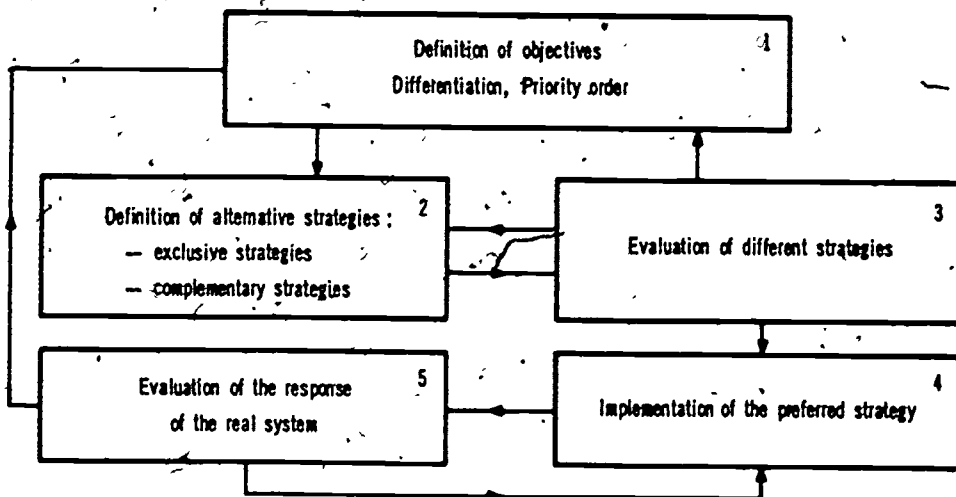 1
Definition of objectives
Differentiation, Priority order
2
Definition of alternative strategies :
— exclusive strategies
— complementary strategies
3
Evaluation of different strategies
5
Evaluation of the response
of the real system
4
Implementation of the preferred strategy